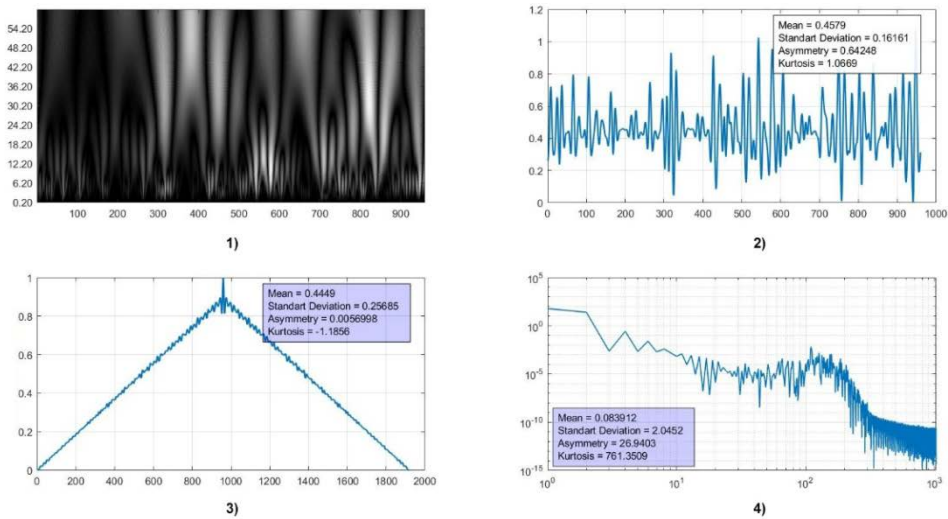 54.20
48.20
42.20
36.20
30.20
24.20
18.20
12.20
6.20
0.20
100 200 300 400 500 600 700 800 900
1)
1.2
1
0.8
0.6
0.4
0.2
0
0 100 200 300 400 500 600 700 800 900 1000
Mean = 0.4579
Standart Deviation = 0.16161
Asymmetry = 0.64248
Kurtosis = 1.0669
2)
1
0.8
0.6
0.4
0.2
0
0 200 400 600 800 1000 1200 1400 1600 1800 2000
Mean = 0.4449
Standart Deviation = 0.25685
Asymmetry = 0.0056998
Kurtosis = -1.1856
3)
10^5
10^0
10^-5
10^-10
10^-15
10^0 10^1 10^2 10^3
Mean = 0.083912
Standart Deviation = 2.0452
Asymmetry = 26.9403
Kurtosis = 761.3509
4)